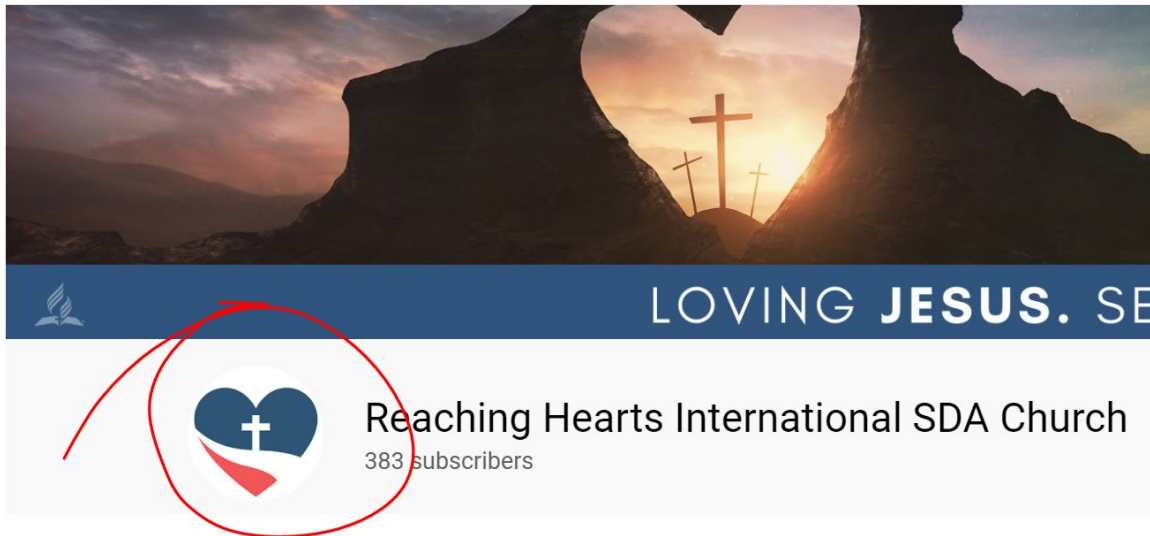 LOVING JESUS. SE
Reaching Hearts International SDA Church
383 subscribers